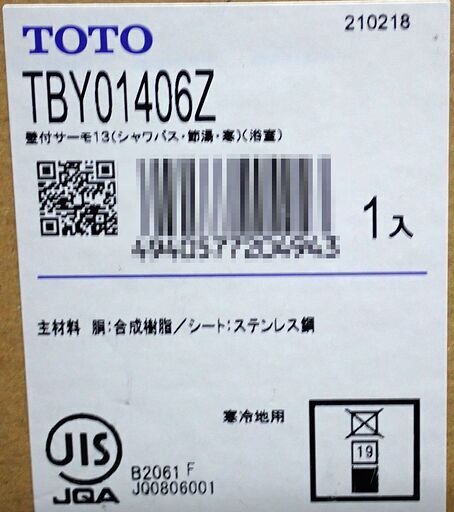 210218
TOTO
TBY01406Z
壁付サーモ13(シャワバス・節湯・寒)(浴室)
4940577204943
1入
主材料 胴:合成樹脂/シート:ステンレス鋼
寒冷地用
JIS
JQA
B2061 F
JQ0806001
19